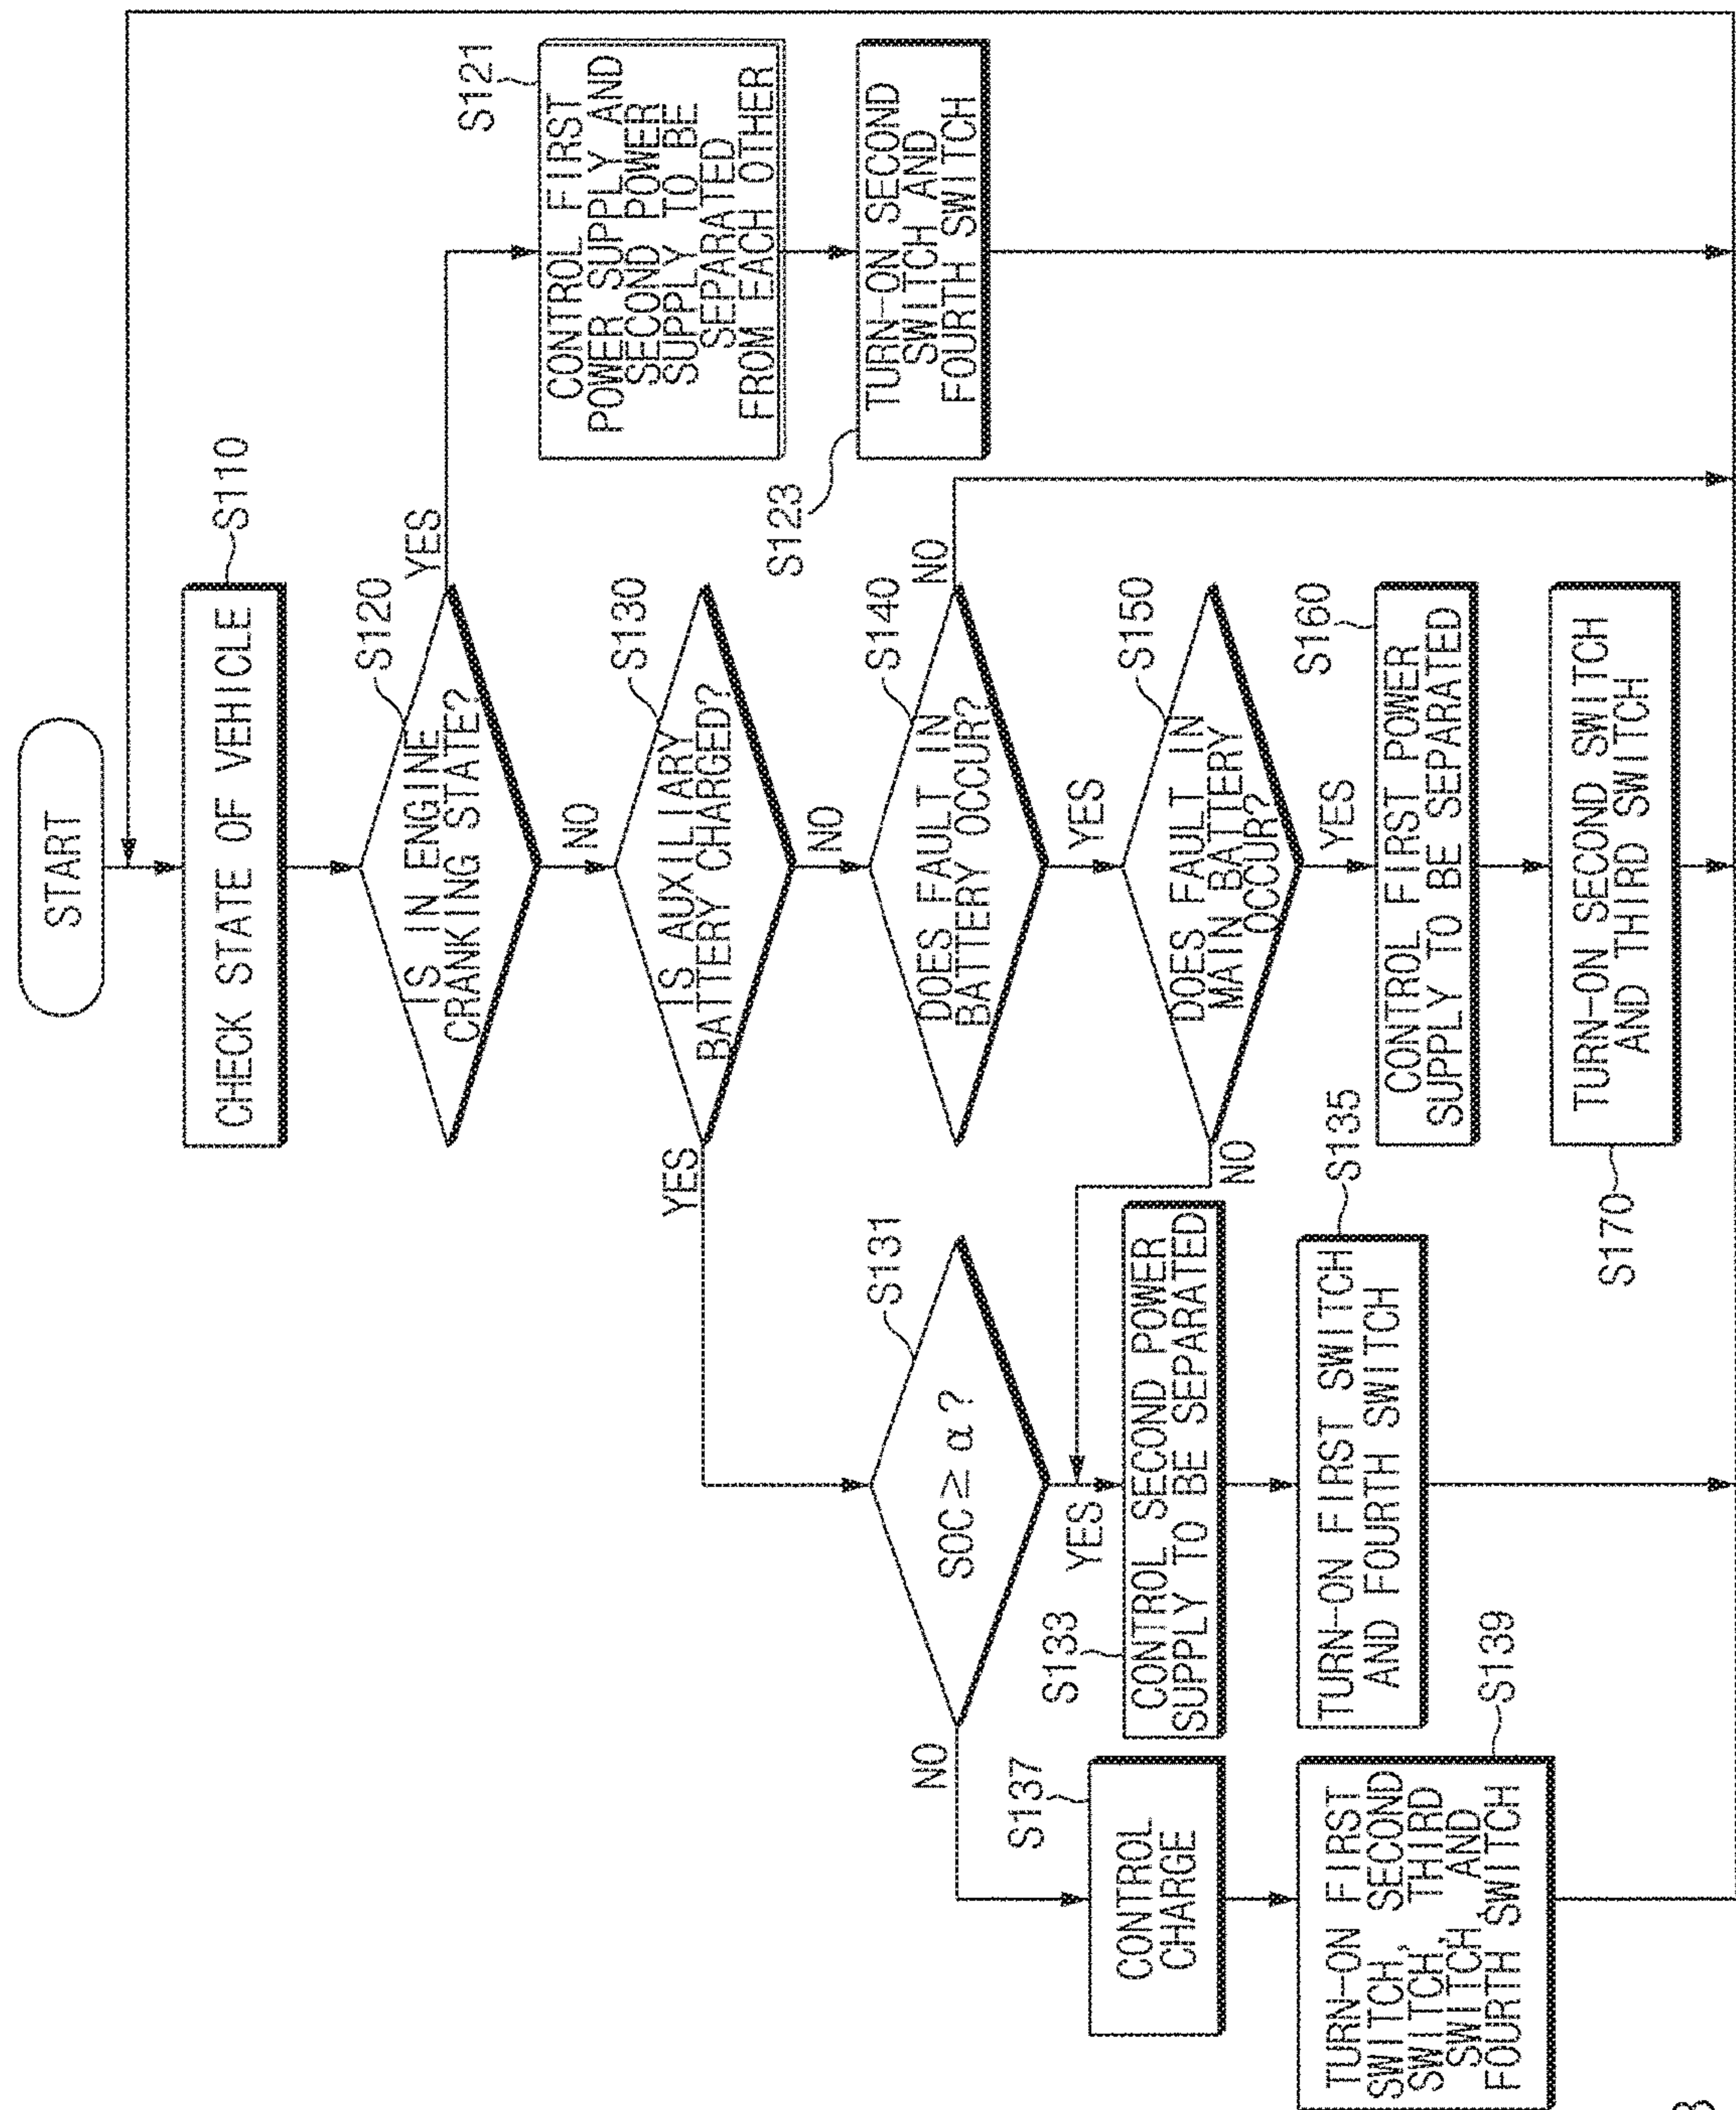 START
CHECK STATE OF VEHICLE
S110
IS IN ENGINE
CRANKING STATE?
S120
YES
NO
CONTROL FIRST
POWER SUPPLY AND
SECOND POWER
SUPPLY TO BE
SEPARATED
FROM EACH OTHER
S121
TURN-ON SECOND
SWITCH AND
FOURTH SWITCH
S123
IS AUXILIARY
BATTERY CHARGED?
S130
YES
NO
SOC ≥ α ?
S131
NO
YES
CONTROL SECOND POWER
SUPPLY TO BE SEPARATED
S133
TURN-ON FIRST SWITCH
AND FOURTH SWITCH
S135
CONTROL
CHARGE
S137
TURN-ON FIRST
SWITCH, SECOND
SWITCH, THIRD
SWITCH, AND
FOURTH SWITCH
S139
DOES FAULT IN
BATTERY OCCUR?
S140
NO
YES
DOES FAULT IN
MAIN BATTERY
OCCUR?
S150
NO
YES
CONTROL FIRST POWER
SUPPLY TO BE SEPARATED
S160
TURN-ON SECOND SWITCH
AND THIRD SWITCH
S170